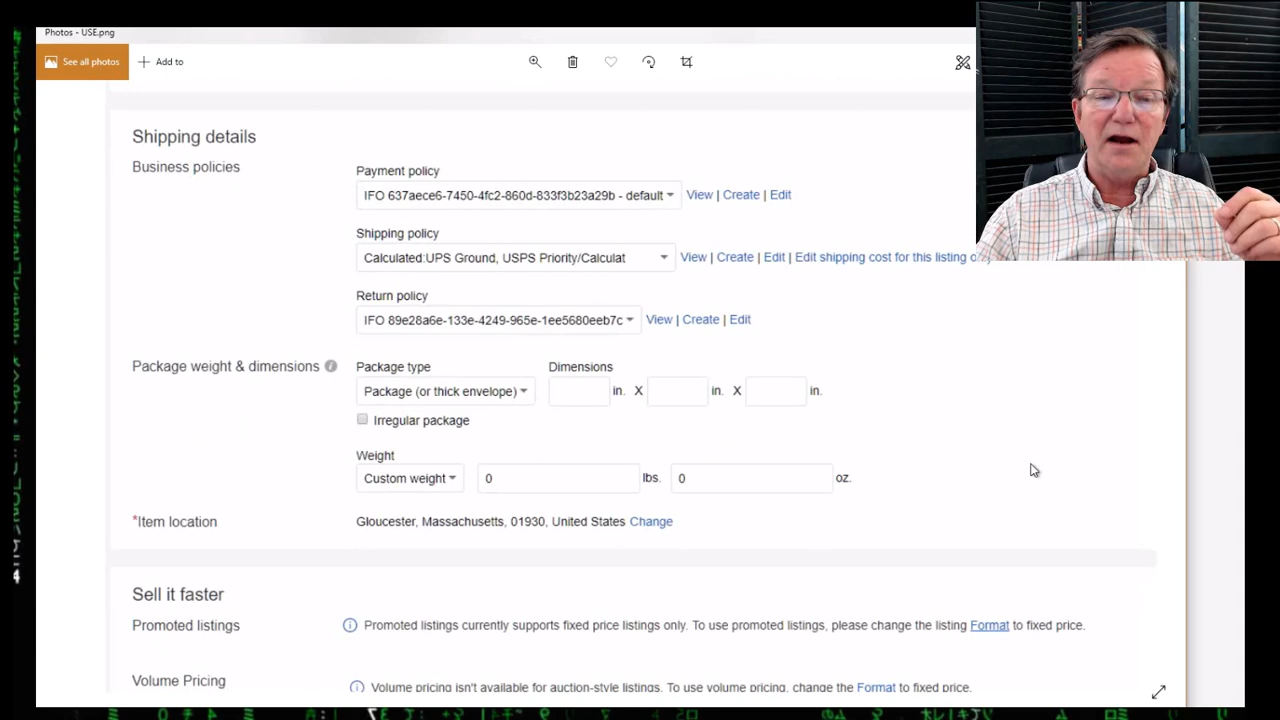 Photos - USE.png
See all photos
Add to
Shipping details
Business policies
Payment policy
IFO 637aece6-7450-4fc2-860d-833f3b23a29b - default View | Create | Edit
Shipping policy
Calculated:UPS Ground, USPS Priority/Calculat View | Create | Edit | Edit shipping cost for this listing
Return policy
IFO 89e28a6e-133e-4249-965e-1ee5680eeb7c View | Create | Edit
Package weight & dimensions
Package type Dimensions
Package (or thick envelope) in. X in. X in.
Irregular package
Weight
Custom weight 0 lbs. 0 oz.
*Item location Gloucester, Massachusetts, 01930, United States Change
Sell it faster
Promoted listings Promoted listings currently supports fixed price listings only. To use promoted listings, please change the listing Format to fixed price.
Volume Pricing Volume pricing isn't available for auction-style listings. To use volume pricing, change the Format to fixed price.